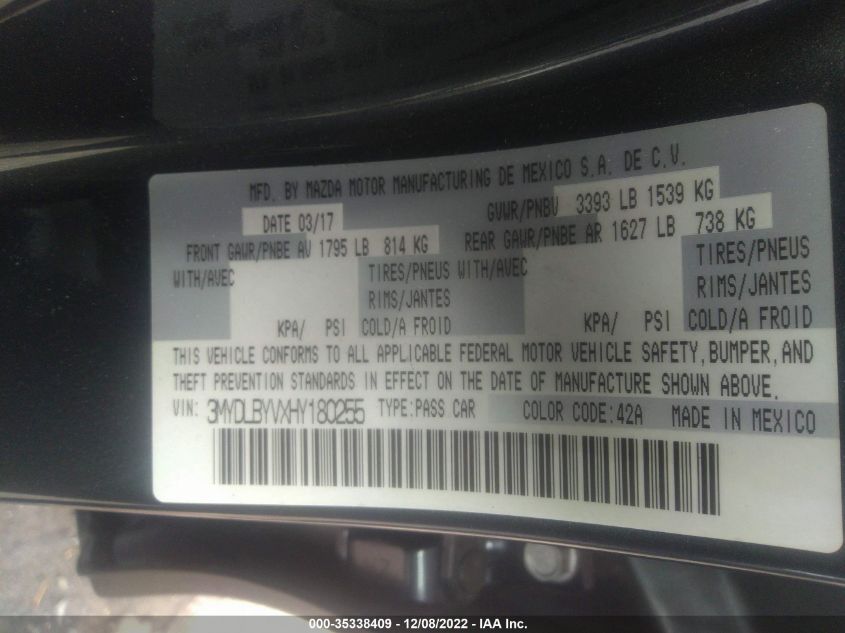 MFD. BY MAZDA MOTOR MANUFACTURING DE MEXICO S.A. DE C.V.
DATE 03/17 GVWR/PNBV 3393 LB 1539 KG
FRONT GAWR/PNBE AV 1795 LB 814 KG REAR GAWR/PNBE AR 1627 LB 738 KG
WITH/AVEC TIRES/PNEUS WITH/AVEC TIRES/PNEUS
RIMS/JANTES RIMS/JANTES
KPA/ PSI COLD/A FROID KPA/ PSI COLD/A FROID
THIS VEHICLE CONFORMS TO ALL APPLICABLE FEDERAL MOTOR VEHICLE SAFETY, BUMPER, AND
THEFT PREVENTION STANDARDS IN EFFECT ON THE DATE OF MANUFACTURE SHOWN ABOVE.
VIN: 3MYDLBYVXHY180255 TYPE:PASS CAR COLOR CODE:42A MADE IN MEXICO
000-35338409 - 12/08/2022 - IAA Inc.